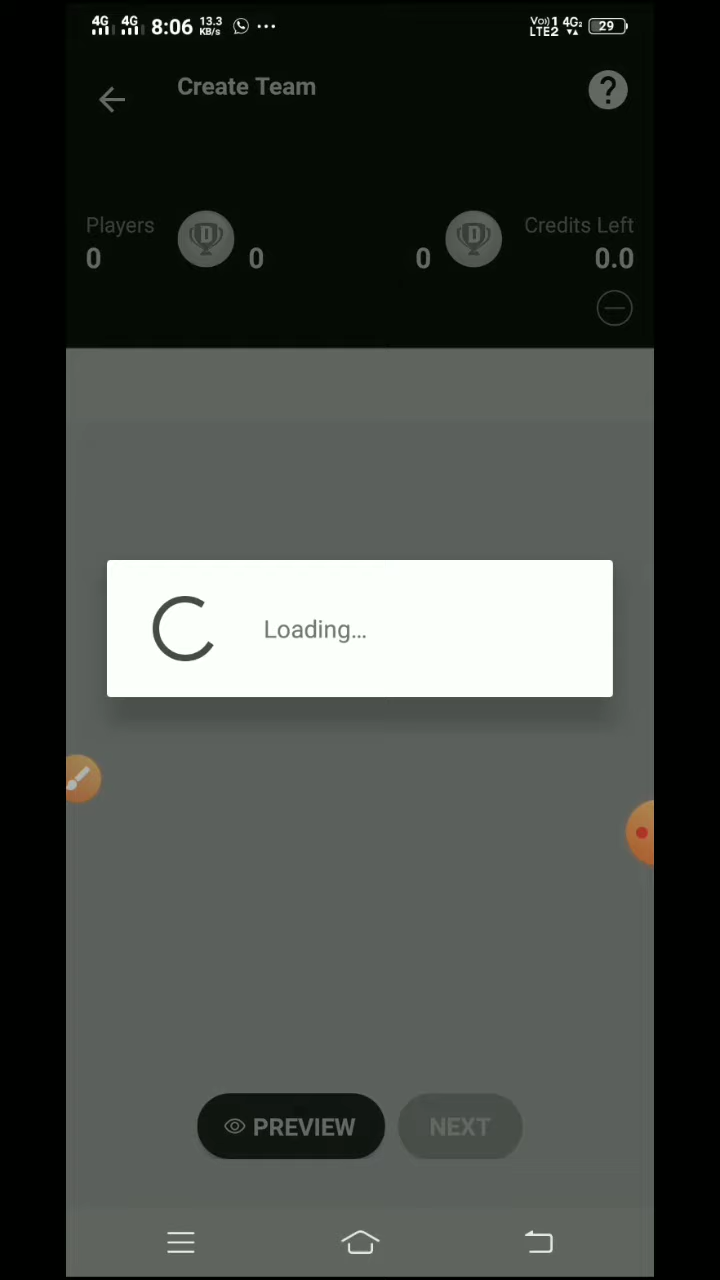 4G 4G 8:06 13.3 KB/s ... Vo) 1 LTE2 4G2 29
Create Team ?
Players D D Credits Left
0 0 0 0.0
Loading...
PREVIEW NEXT